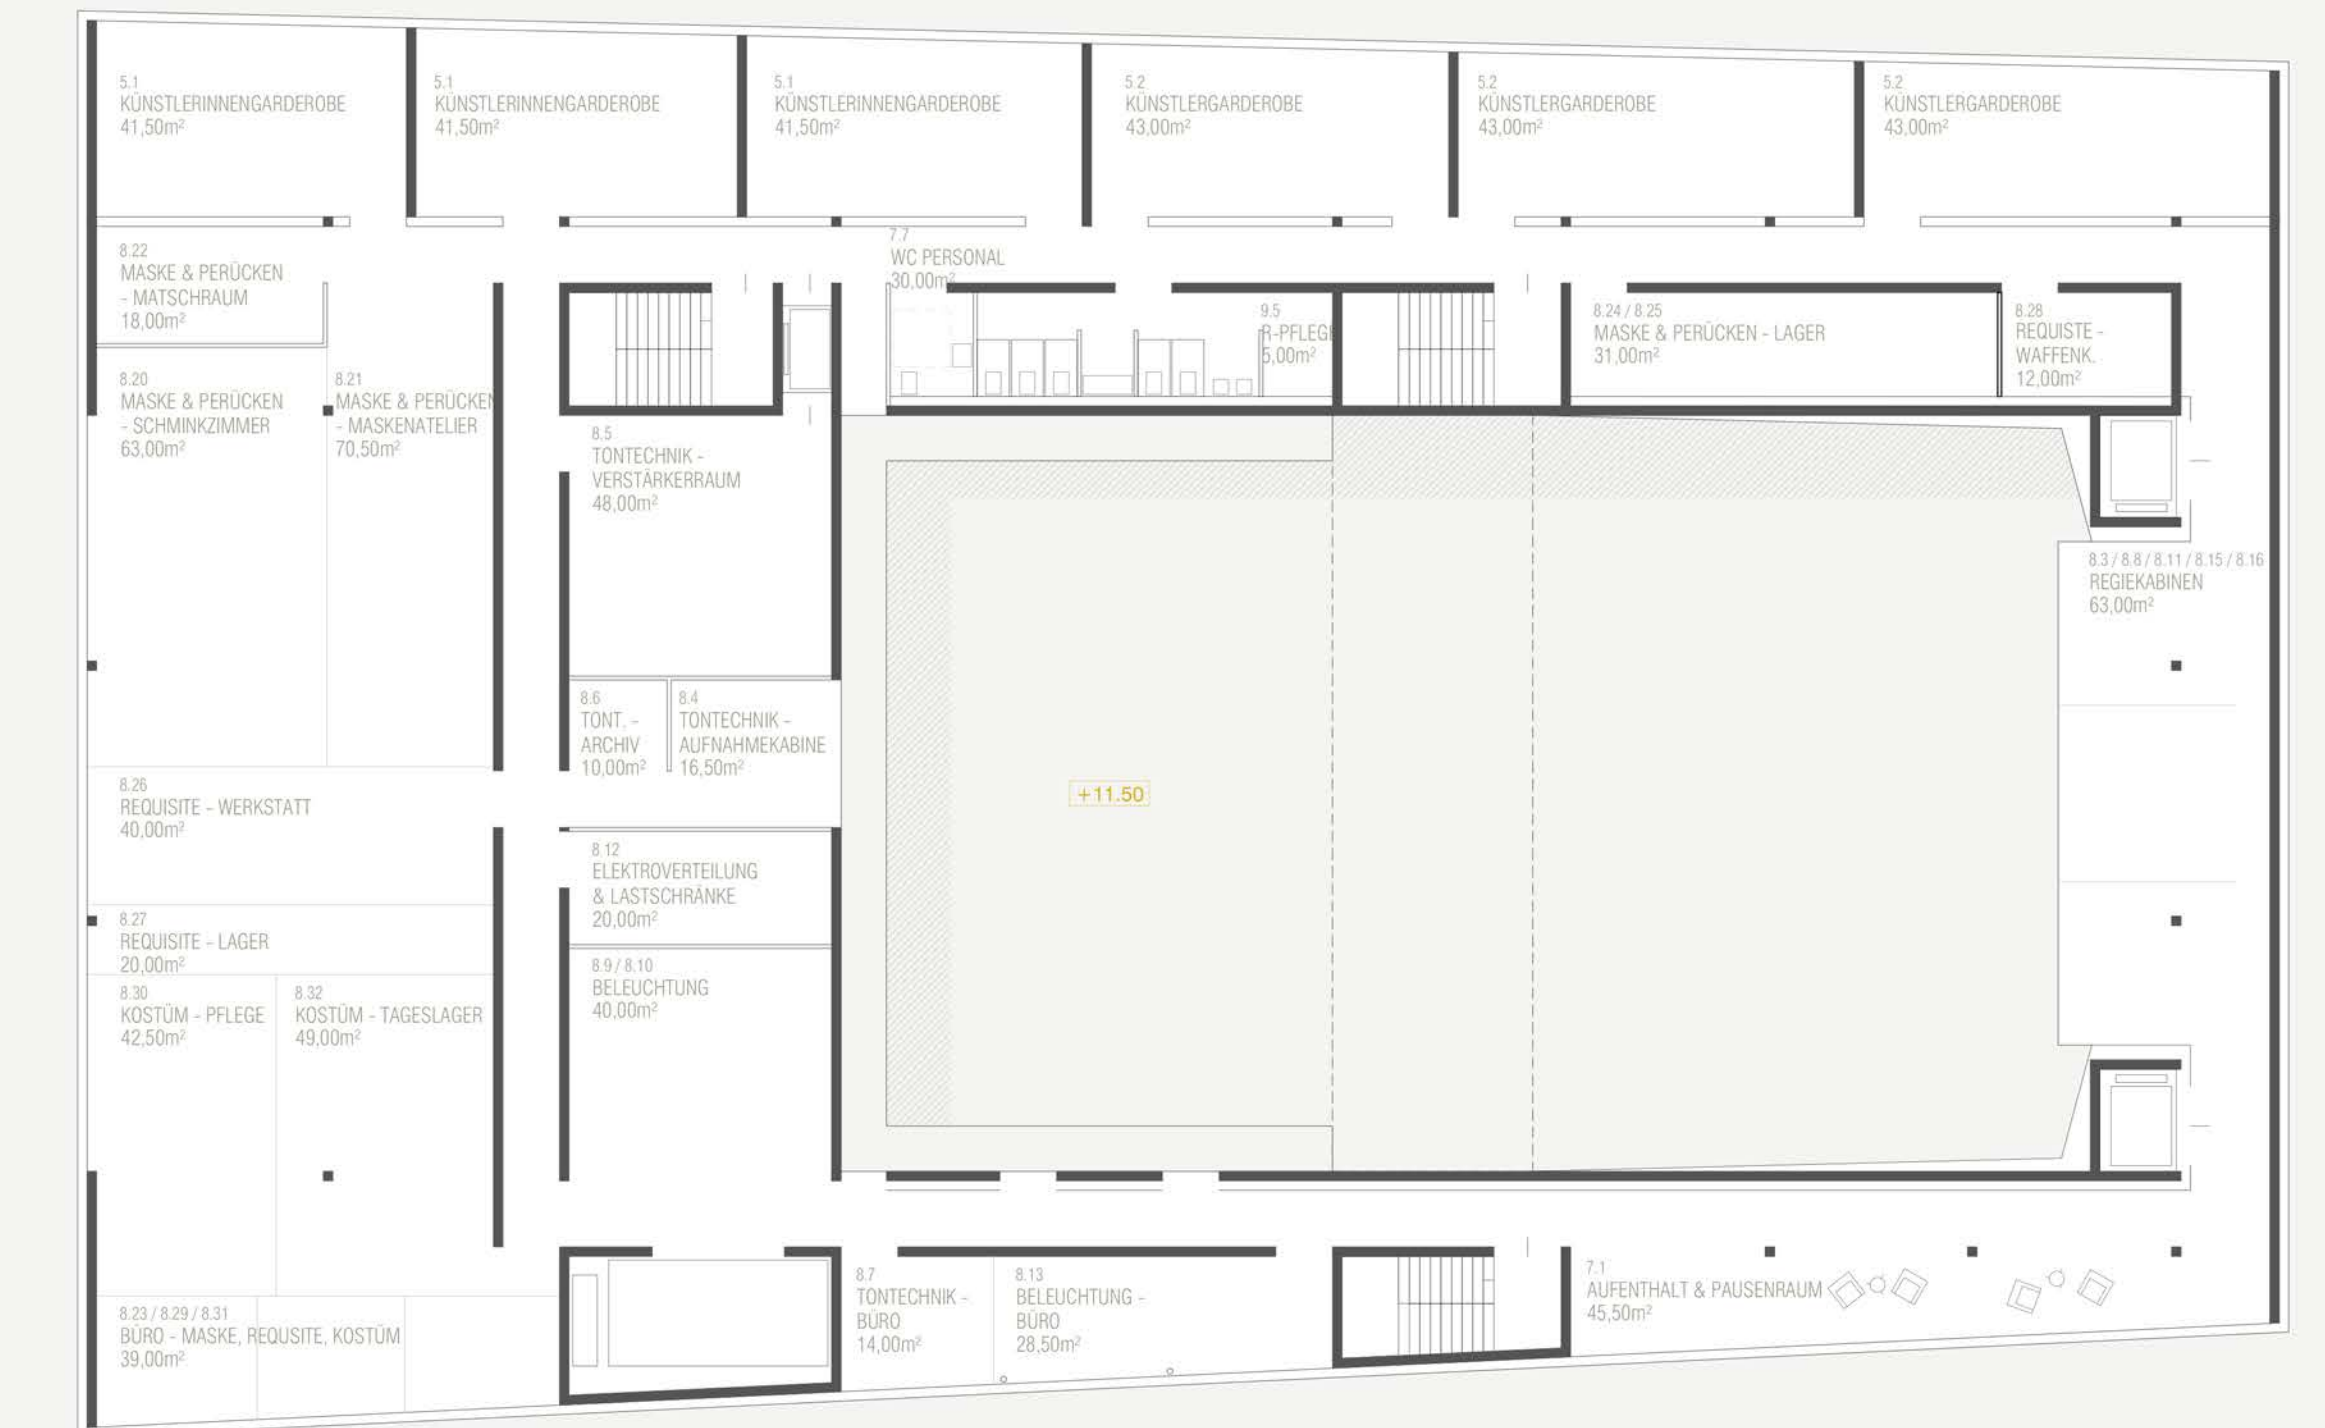 5.1
KÜNSTLERINNENGARDEROBE
41,50m²
5.1
KÜNSTLERINNENGARDEROBE
41,50m²
5.1
KÜNSTLERINNENGARDEROBE
41,50m²
5.2
KÜNSTLERGARDEROBE
43,00m²
5.2
KÜNSTLERGARDEROBE
43,00m²
5.2
KÜNSTLERGARDEROBE
43,00m²
8.22
MASKE & PERÜCKEN
- MATSCHRAUM
18,00m²
7.7
WC PERSONAL
30,00m²
9.5
R-PFLEGE
5,00m²
8.24 / 8.25
MASKE & PERÜCKEN - LAGER
31,00m²
8.28
REQUISTE -
WAFFENK.
12,00m²
8.20
MASKE & PERÜCKEN
- SCHMINKZIMMER
63,00m²
8.21
MASKE & PERÜCKEN
- MASKENATELIER
70,50m²
8.5
TONTECHNIK -
VERSTÄRKERRAUM
48,00m²
8.3 / 8.8 / 8.11 / 8.15 / 8.16
REGIEKABINEN
63,00m²
8.6
TONT. -
ARCHIV
10,00m²
8.4
TONTECHNIK -
AUFNAHMEKABINE
16,50m²
+11.50
8.26
REQUISITE - WERKSTATT
40,00m²
8.12
ELEKTROVERTEILUNG
& LASTSCHRÄNKE
20,00m²
8.27
REQUISITE - LAGER
20,00m²
8.9 / 8.10
BELEUCHTUNG
40,00m²
8.30
KOSTÜM - PFLEGE
42,50m²
8.32
KOSTÜM - TAGESLAGER
49,00m²
8.23 / 8.29 / 8.31
BÜRO - MASKE, REQUSITE, KOSTÜM
39,00m²
8.7
TONTECHNIK -
BÜRO
14,00m²
8.13
BELEUCHTUNG -
BÜRO
28,50m²
7.1
AUFENTHALT & PAUSENRAUM
45,50m²